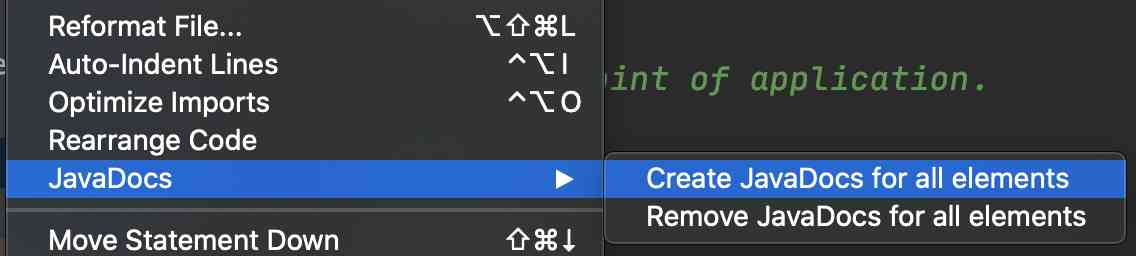 Reformat File... ⌥⇧⌘L
Auto-Indent Lines ⌃⌥I
of application.
Optimize Imports ⌃⌥O
Rearrange Code
JavaDocs ▶
Create JavaDocs for all elements
Remove JavaDocs for all elements
Move Statement Down ⇧⌘↓